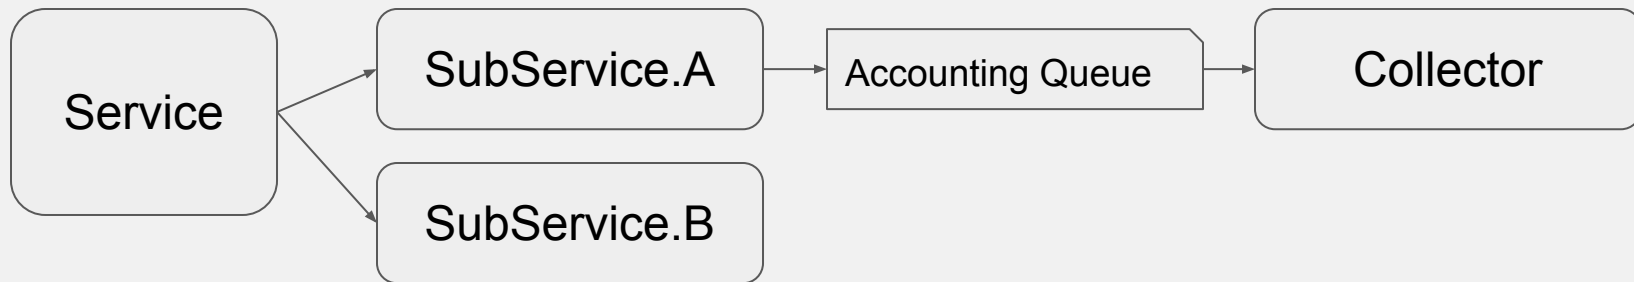 Service
SubService.A
Accounting Queue
Collector
SubService.B